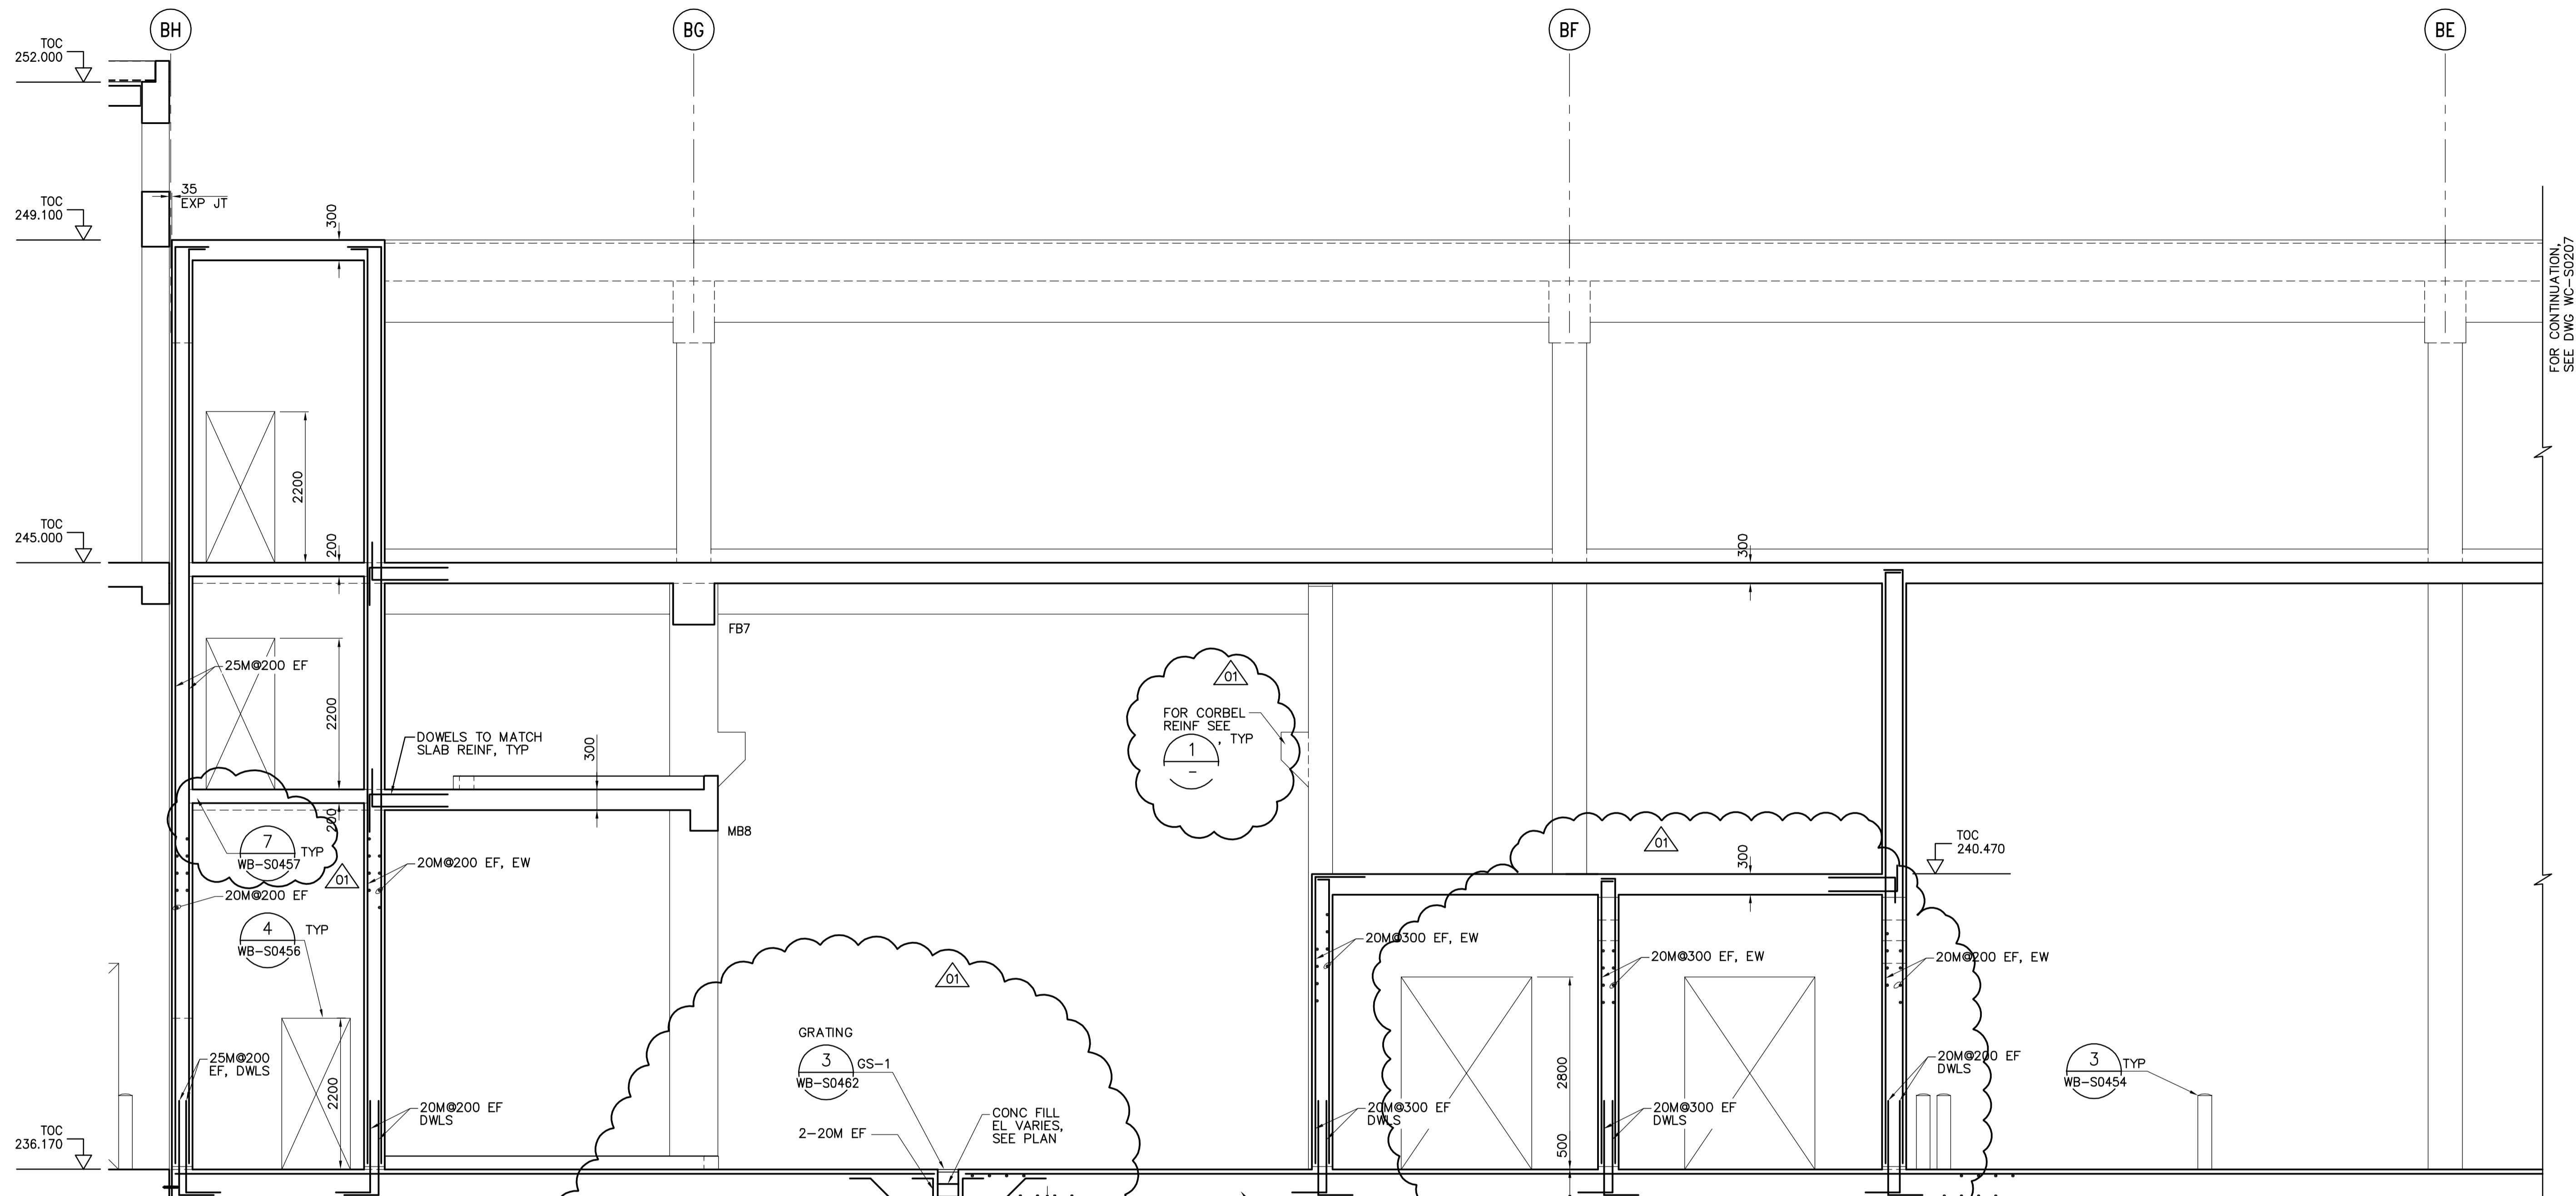 BH
BG
BF
BE
TOC
252.000
35
EXP JT
TOC
249.100
300
FOR CONTINUATION,
SEE DWG WC-S0207
2200
TOC
245.000
200
300
FB7
25M@200 EF
2200
01
FOR CORBEL
REINF SEE
1
-
, TYP
DOWELS TO MATCH
SLAB REINF, TYP
300
MB8
200
7
WB-S0457
TYP
01
20M@200 EF, EW
20M@200 EF
4
WB-S0456
TYP
01
300
TOC
240.470
20M@300 EF, EW
20M@300 EF, EW
20M@200 EF, EW
01
GRATING
3
WB-S0462
GS-1
25M@200
EF, DWLS
2200
20M@200 EF
DWLS
2-20M EF
CONC FILL
EL VARIES,
SEE PLAN
20M@300 EF
DWLS
2800
500
20M@300 EF
DWLS
20M@200 EF
DWLS
3
WB-S0454
TYP
TOC
236.170